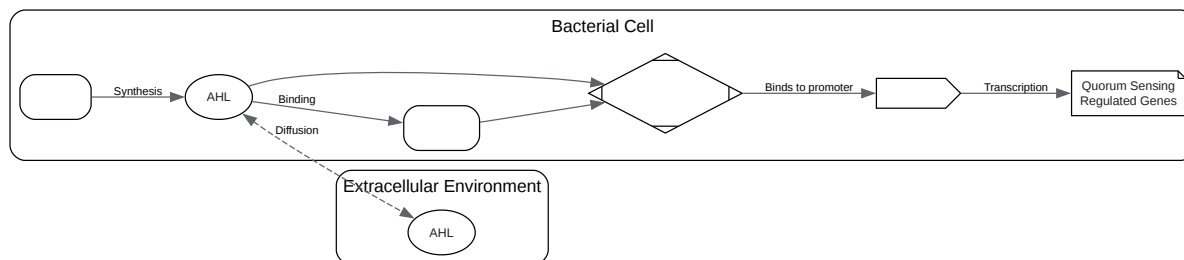 Bacterial Cell
Synthesis
AHL
Binding
Diffusion
Binds to promoter
Transcription
Quorum Sensing
Regulated Genes
Extracellular Environment
AHL